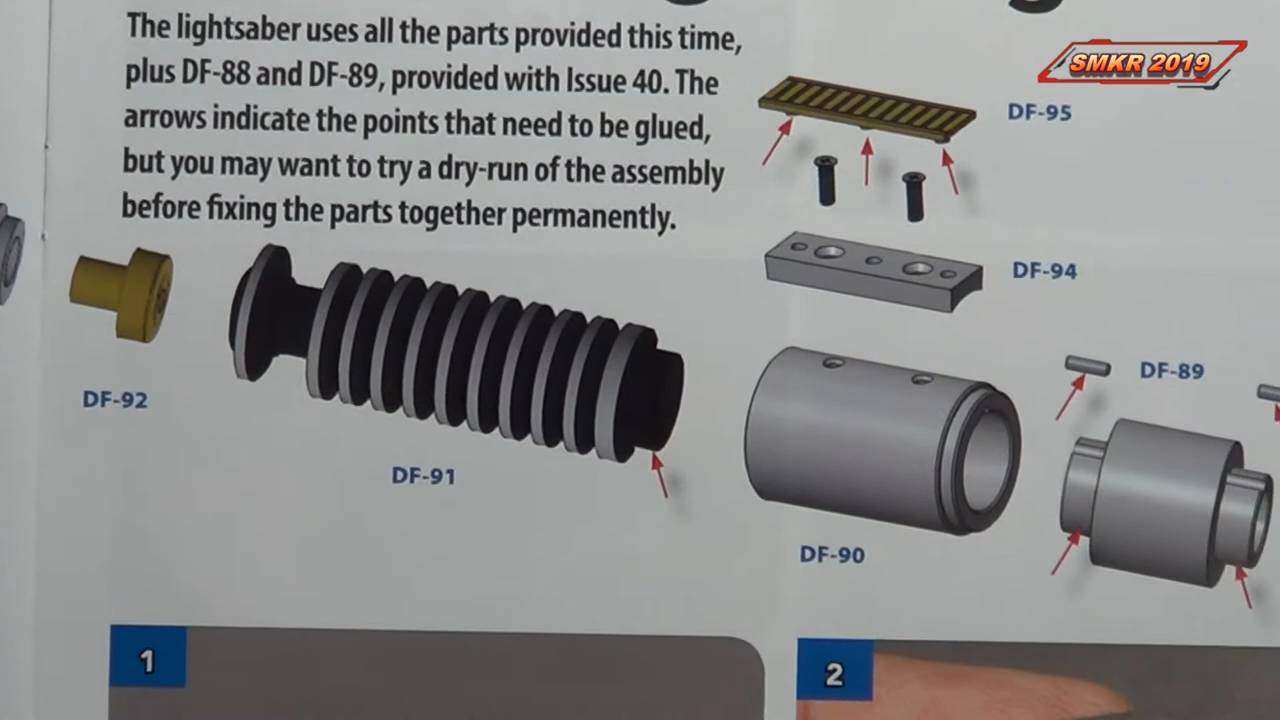 The lightsaber uses all the parts provided this time,
plus DF-88 and DF-89, provided with Issue 40. The
arrows indicate the points that need to be glued,
but you may want to try a dry-run of the assembly
before fixing the parts together permanently.
SMKR 2019
DF-95
DF-94
DF-92
DF-91
DF-89
DF-90
1
2